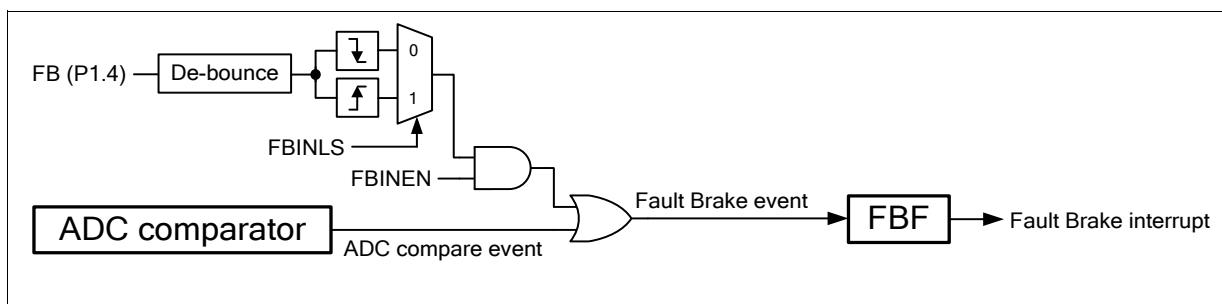 0
FB (P1.4)
De-bounce
1
FBINLS
FBINEN
Fault Brake event
FBF
Fault Brake interrupt
ADC comparator
ADC compare event